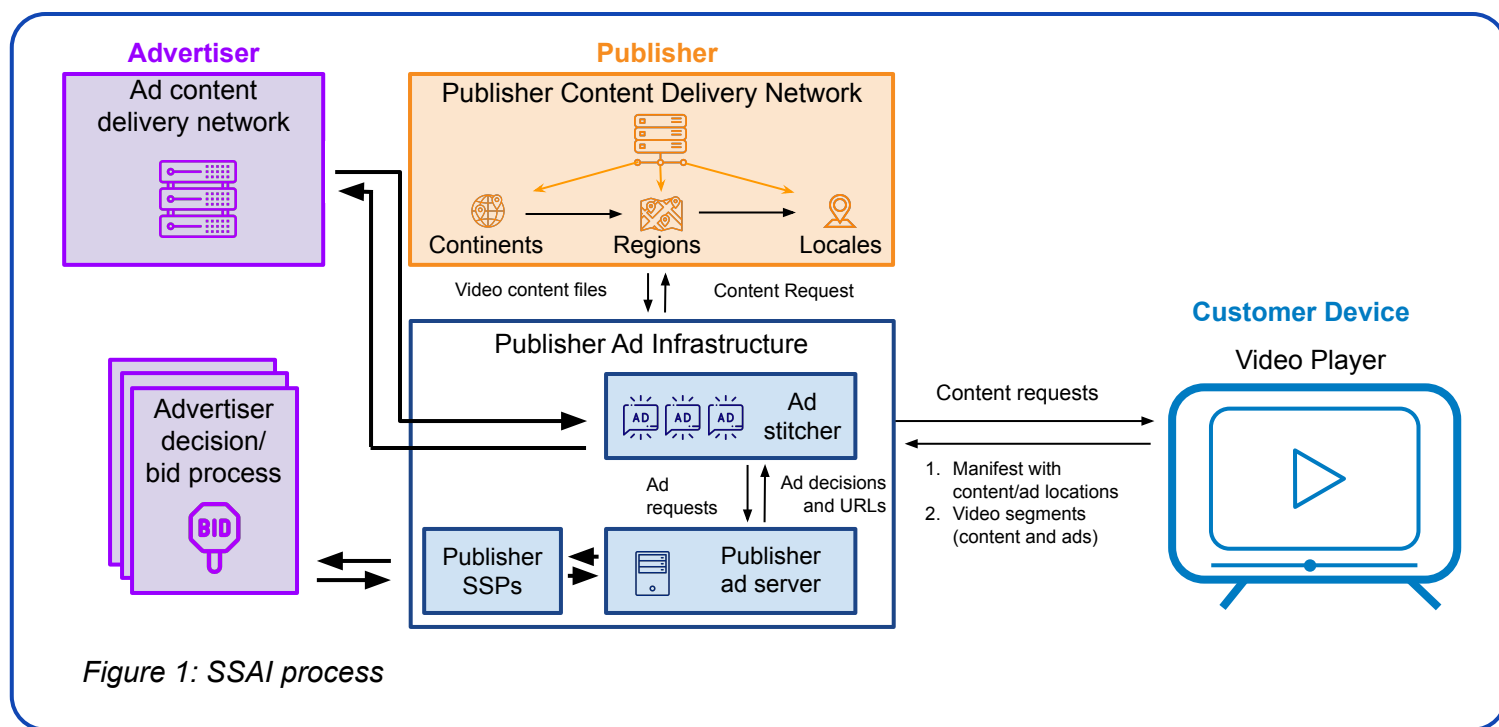 Advertiser
Ad content
delivery network
Publisher
Publisher Content Delivery Network
Continents
Regions
Locales
Video content files
Content Request
Publisher Ad Infrastructure
AD
AD
AD
Ad
stitcher
Ad
requests
Ad decisions
and URLs
Publisher
SSPs
Publisher
ad server
Advertiser
decision/
bid process
BID
Content requests
1. Manifest with
content/ad locations
2. Video segments
(content and ads)
Customer Device
Video Player
Figure 1: SSAI process